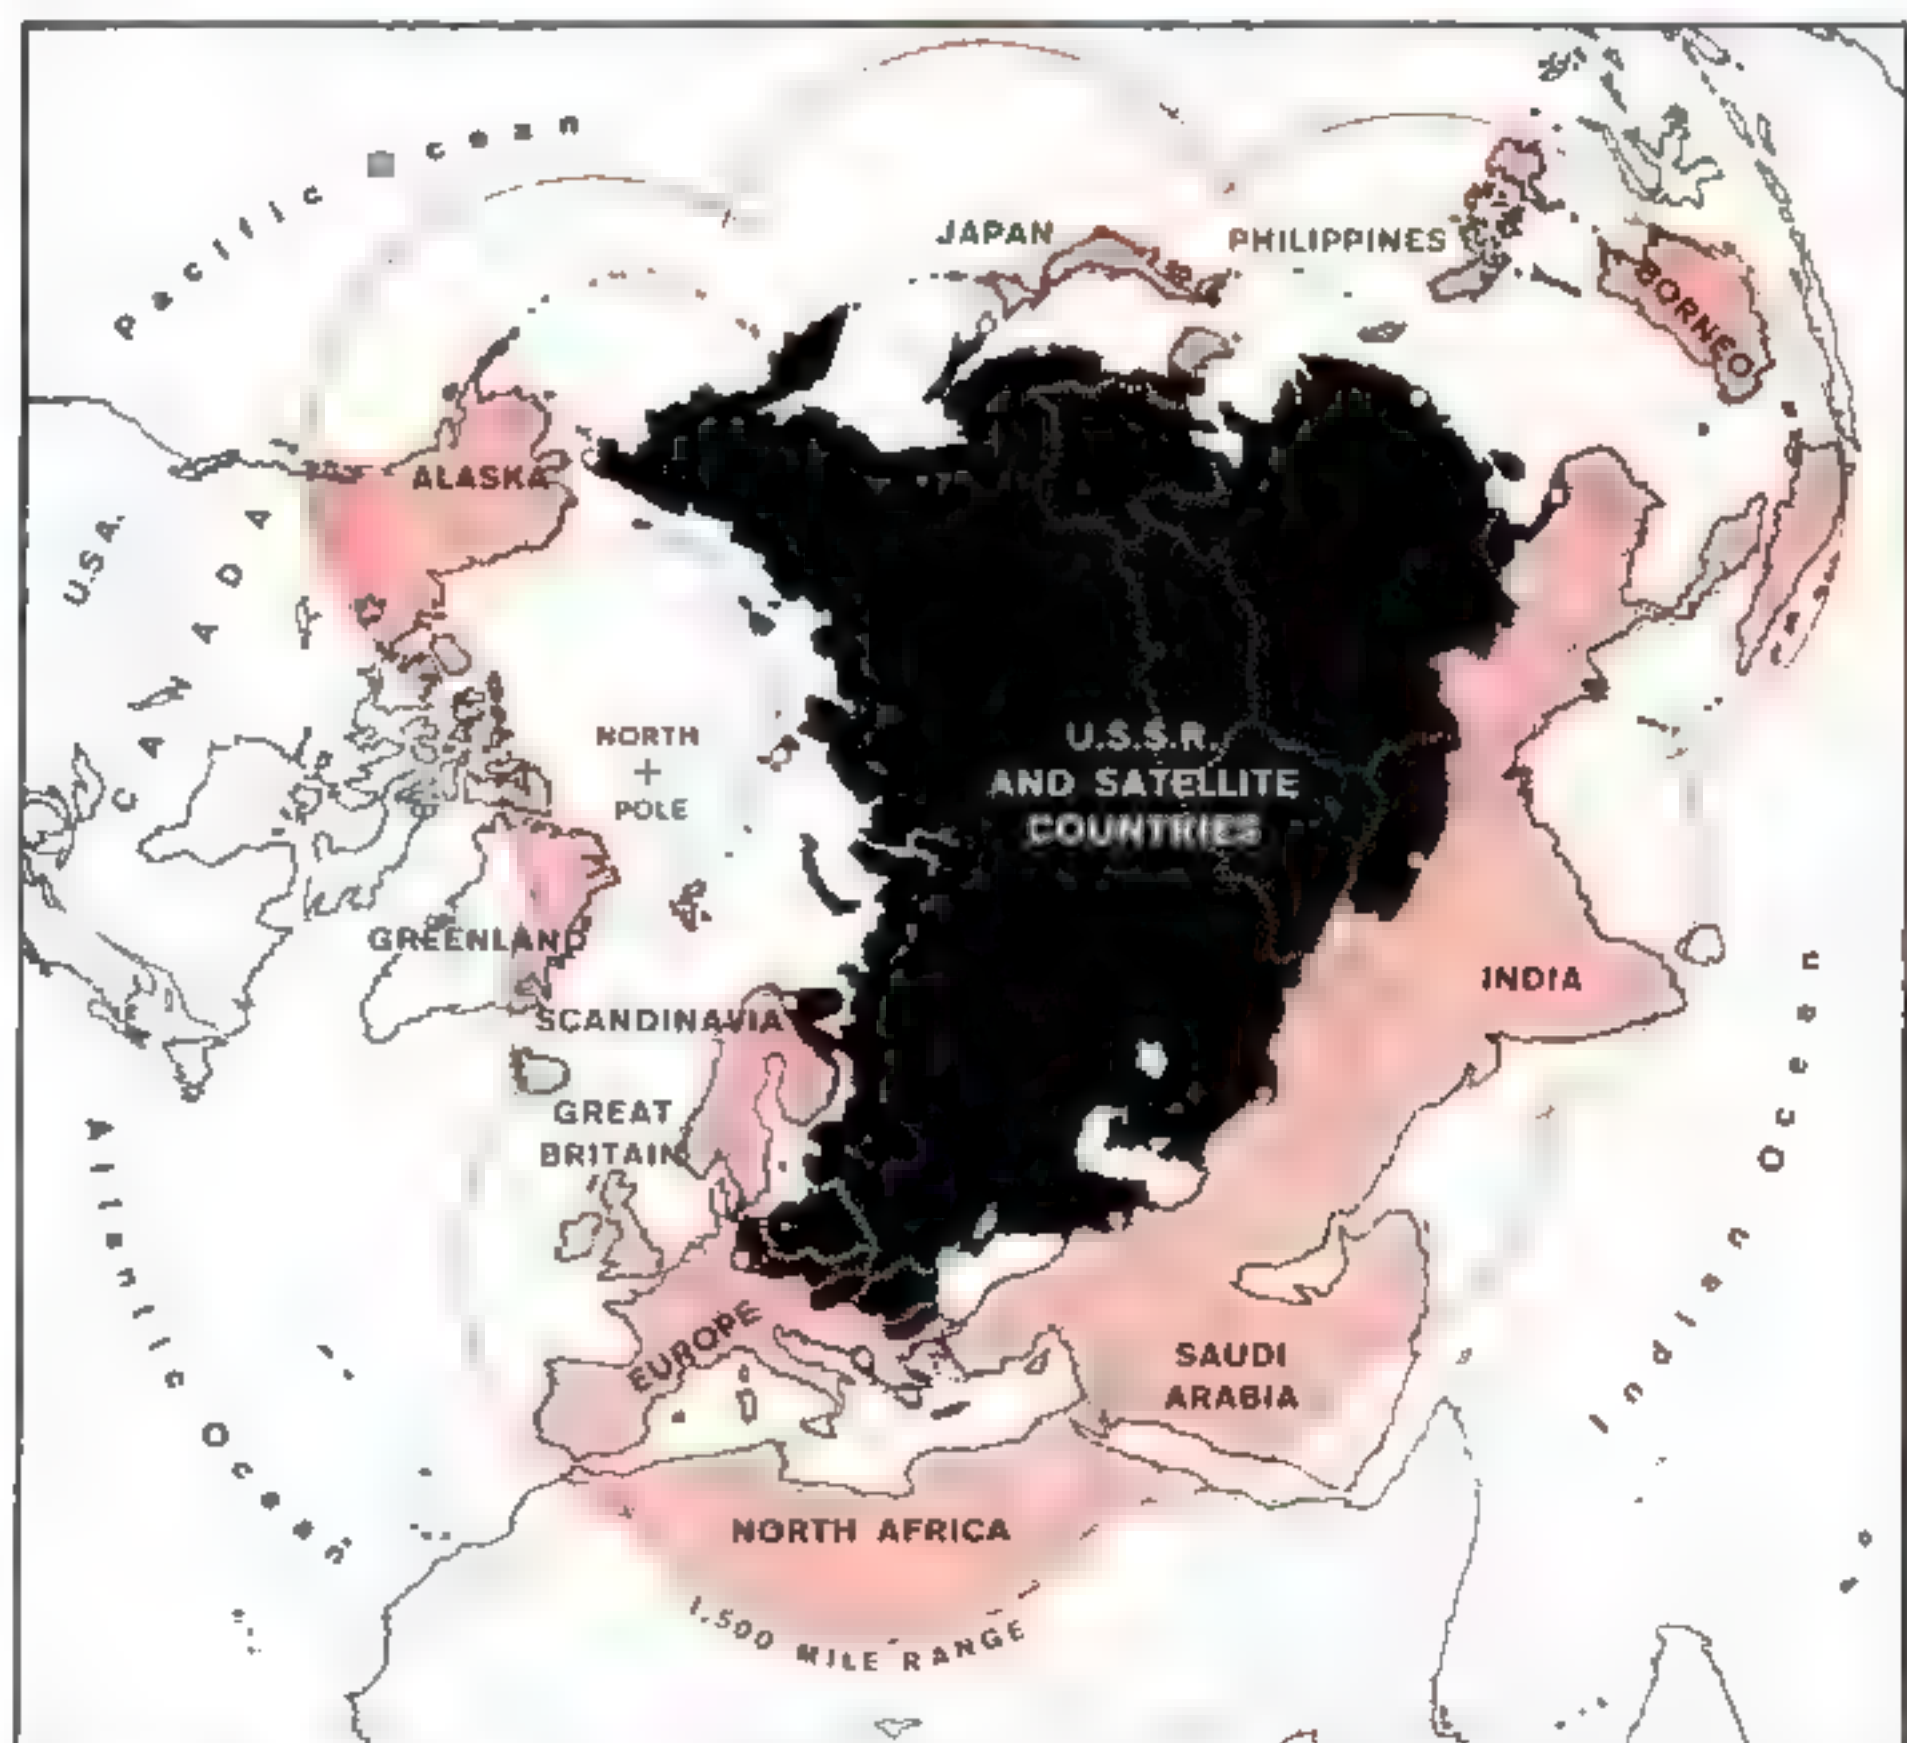 Pacific Ocean
JAPAN
PHILIPPINES
BORNEO
ALASKA
U.S.A.
CANADA
NORTH
POLE
U.S.S.R.
AND SATELLITE
COUNTRIES
GREENLAND
INDIA
SCANDINAVIA
GREAT
BRITAIN
Atlantic Ocean
Indian Ocean
EUROPE
SAUDI
ARABIA
NORTH AFRICA
1,500 MILE RANGE